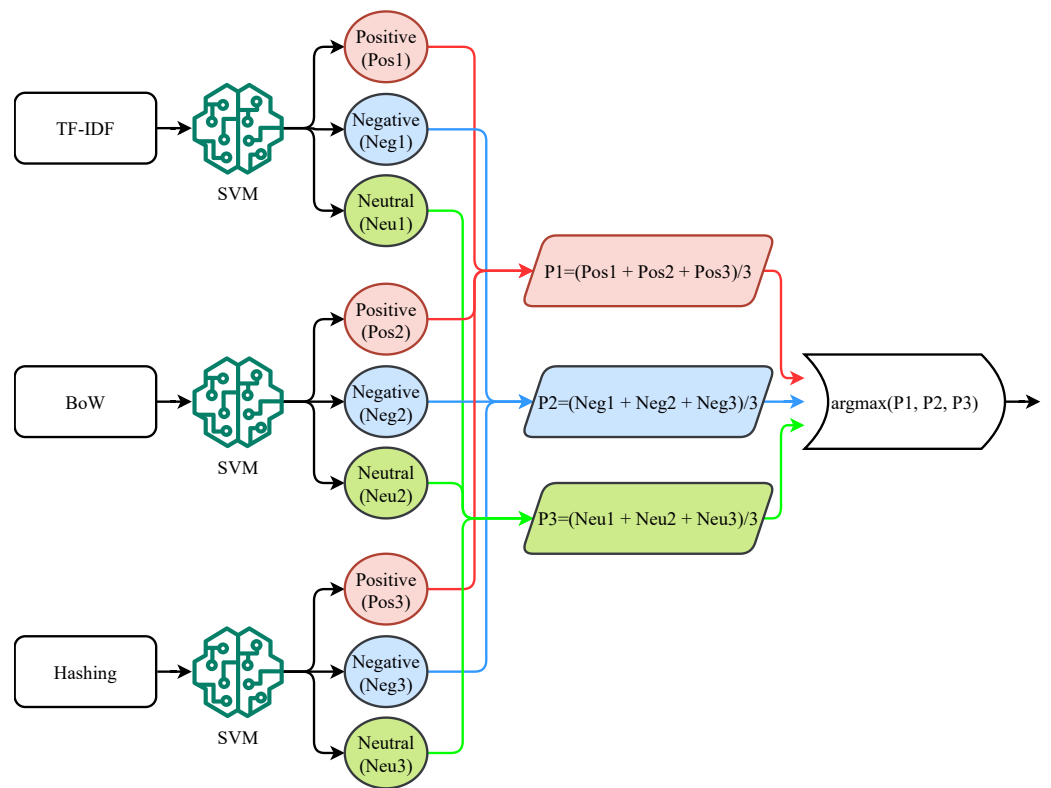 TF-IDF
SVM
Positive
(Pos1)
Negative
(Neg1)
Neutral
(Neu1)
BoW
SVM
Positive
(Pos2)
Negative
(Neg2)
Neutral
(Neu2)
Hashing
SVM
Positive
(Pos3)
Negative
(Neg3)
Neutral
(Neu3)
P1=(Pos1 + Pos2 + Pos3)/3
P2=(Neg1 + Neg2 + Neg3)/3
P3=(Neu1 + Neu2 + Neu3)/3
argmax(P1, P2, P3)